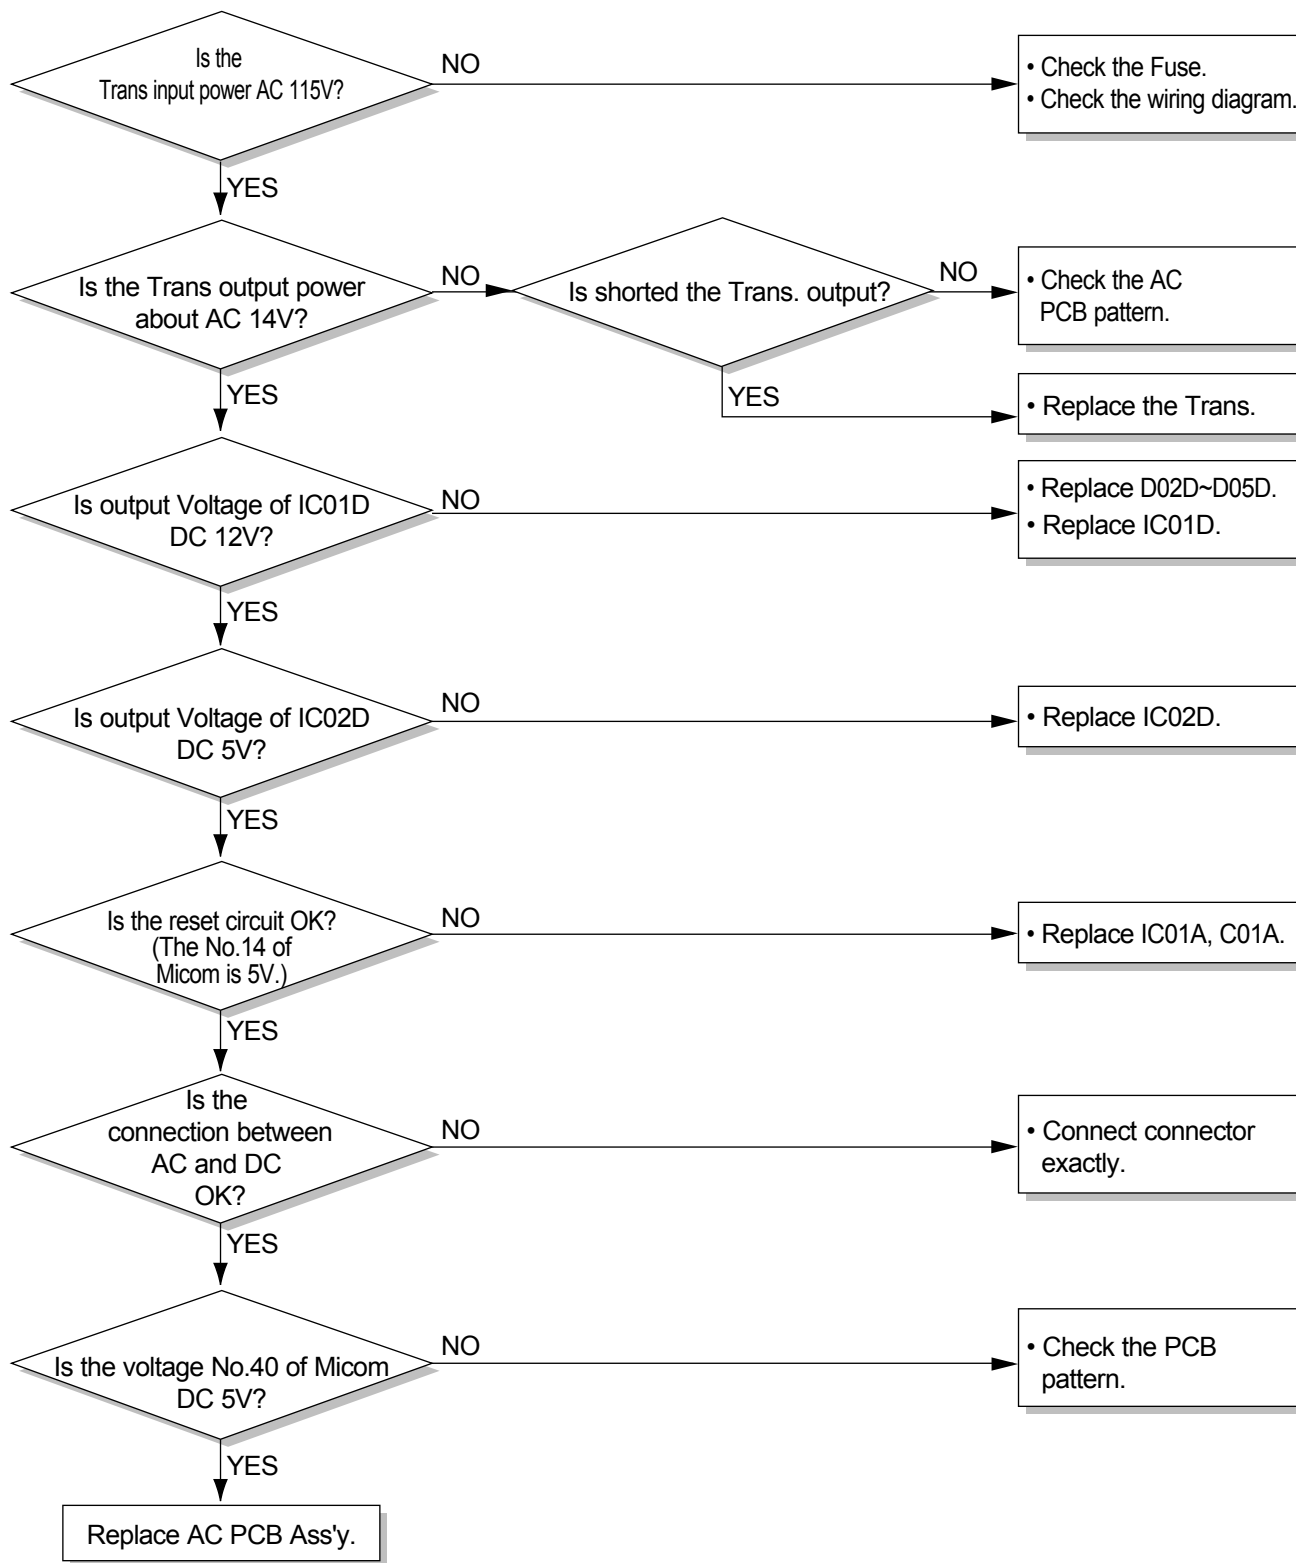 Is the
Trans input power AC 115V?
NO
• Check the Fuse.
• Check the wiring diagram.
YES
Is the Trans output power
about AC 14V?
NO
Is shorted the Trans. output?
NO
• Check the AC
PCB pattern.
YES
YES
• Replace the Trans.
Is output Voltage of IC01D
DC 12V?
NO
• Replace D02D~D05D.
• Replace IC01D.
YES
Is output Voltage of IC02D
DC 5V?
NO
• Replace IC02D.
YES
Is the reset circuit OK?
(The No.14 of
Micom is 5V.)
NO
• Replace IC01A, C01A.
YES
Is the
connection between
AC and DC
OK?
NO
• Connect connector
exactly.
YES
Is the voltage No.40 of Micom
DC 5V?
NO
• Check the PCB
pattern.
YES
Replace AC PCB Ass'y.